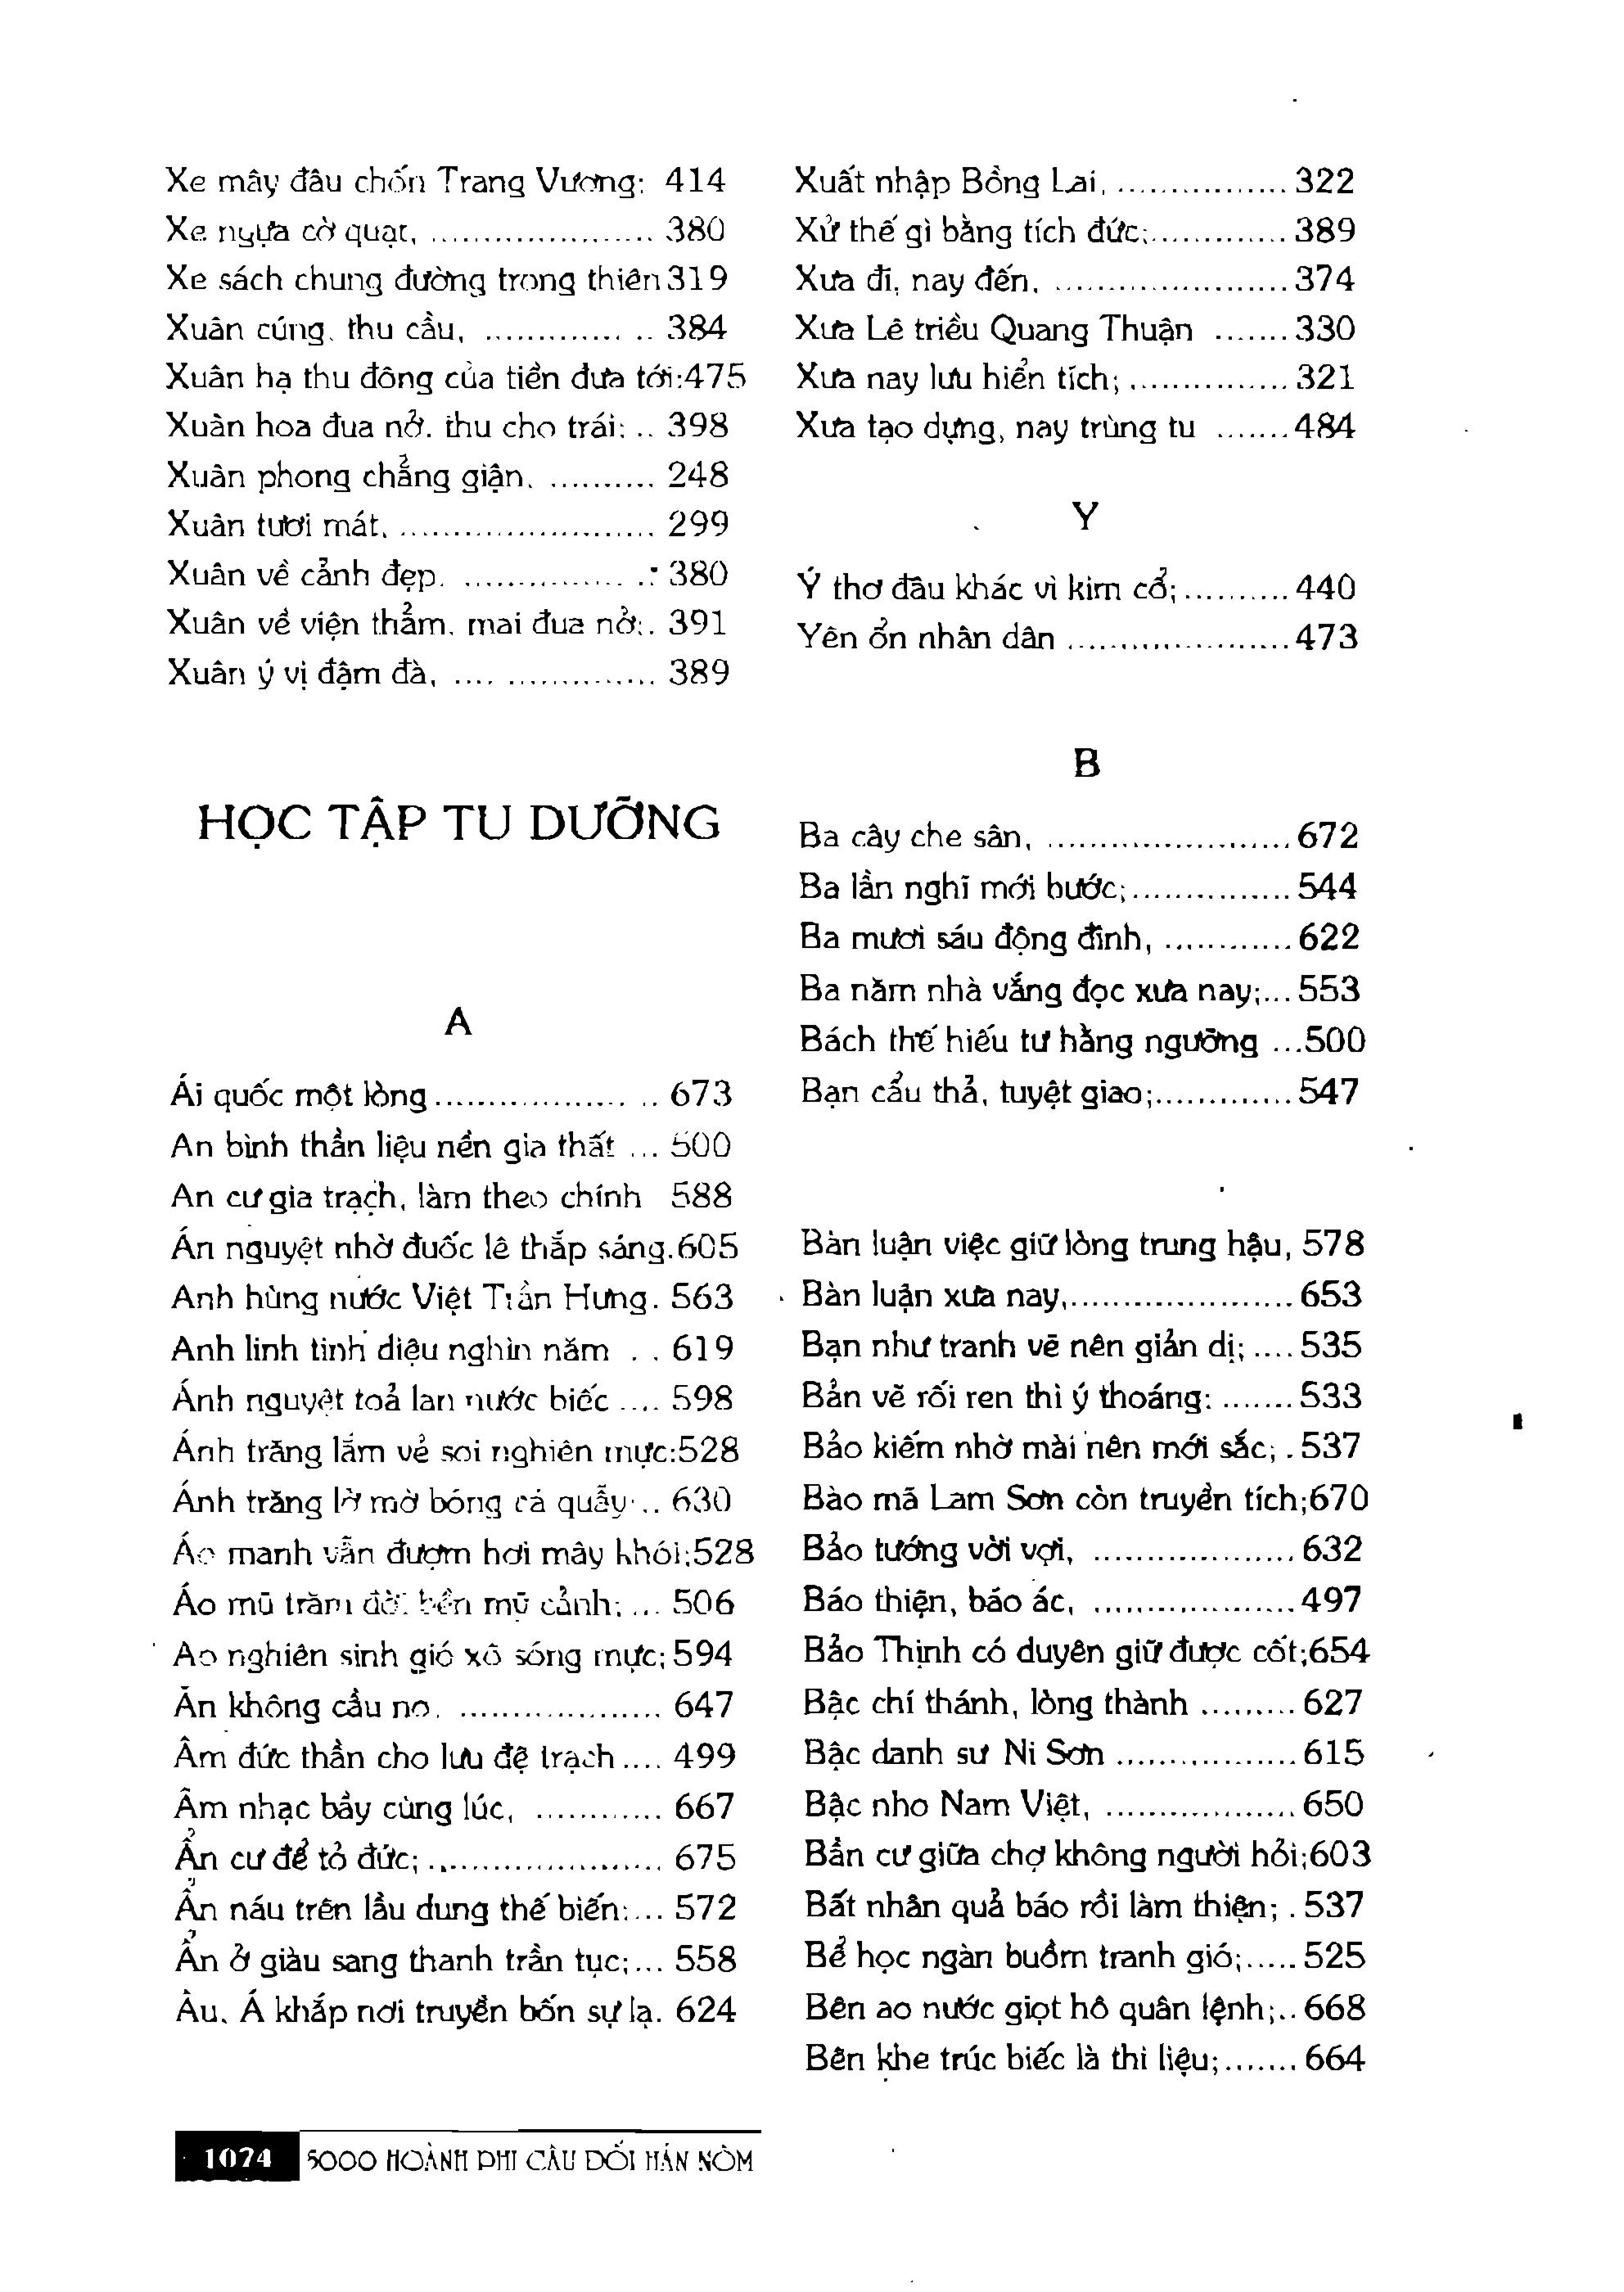 Xe mây đâu chốn Trang Vương; 414
Xe ngựa cờ quạt, ..................... 380
Xe sách chung đường trong thiên 319
Xuân cúng, thu cầu, ................ 384
Xuân hạ thu đông của tiền đưa tới:475
Xuân hoa đua nở, thu cho trái; .. 398
Xuân phong chẳng giận, .......... 248
Xuân tươi mát, ........................ 299
Xuân về cảnh đẹp, .................. 380
Xuân về viện thẳm, mai đua nở;. 391
Xuân ý vị đậm đà, ................... 389
Xuất nhập Bồng Lai, ................ 322
Xử thế gì bằng tích đức;............. 389
Xưa đi, nay đến, ...................... 374
Xưa Lê triều Quang Thuận ....... 330
Xưa nay lưu hiển tích; ............... 321
Xưa tạo dựng, nay trùng tu ....... 484
Y
Ý thơ đâu khác vì kim cổ; .......... 440
Yên ổn nhân dân ..................... 473
HỌC TẬP TU DƯỠNG
A
Ái quốc một lòng .................... 673
An bình thần liệu nền gia thất ... 500
An cư gia trạch, làm theo chính 588
Án nguyệt nhờ đuốc lê thắp sáng.605
Anh hùng nước Việt Trần Hưng. 563
Anh linh tinh diệu nghìn năm . . 619
Ánh nguyệt toả lan nước biếc .... 598
Ánh trăng lắm vẻ soi nghiên mực:528
Ánh trăng lờ mờ bóng cá quẫy... 630
Áo manh vẫn đượm hơi mây khói;528
Áo mũ trăm đời bền mỹ cảnh; ... 506
Ao nghiên sinh gió xô sóng mực; 594
Ăn không cầu no, ................... 647
Âm đức thần cho lưu đệ trạch .... 499
Âm nhạc bầy cùng lúc, ............ 667
Ẩn cư để tỏ đức; ...................... 675
Ẩn náu trên lầu dung thế biến;... 572
Ẩn ở giàu sang thanh trần tục;... 558
Âu, Á khắp nơi truyền bốn sự lạ. 624
B
Ba cây che sân, ....................... 672
Ba lần nghĩ mới bước;............... 544
Ba mươi sáu động đình, ............ 622
Ba năm nhà vắng đọc xưa nay;... 553
Bách thế hiếu tư hằng ngưỡng ...500
Bạn cẩu thả, tuyệt giao;............. 547
Bàn luận việc giữ lòng trung hậu, 578
Bàn luận xưa nay,..................... 653
Bạn như tranh vẽ nên giản dị; .... 535
Bản vẽ rối ren thì ý thoáng; ....... 533
Bảo kiếm nhờ mài nên mới sắc; . 537
Bào mã Lam Sơn còn truyền tích;670
Bảo tướng vời vợi, ................... 632
Báo thiện, báo ác, ................... 497
Bảo Thịnh có duyên giữ được cốt;654
Bậc chí thánh, lòng thành ......... 627
Bậc danh sư Ni Sơn ................. 615
Bậc nho Nam Việt, .................. 650
Bần cư giữa chợ không người hỏi;603
Bất nhân quả báo rồi làm thiện; . 537
Bể học ngàn buồm tranh gió;..... 525
Bên ao nước giọt hô quân lệnh;.. 668
Bên khe trúc biếc là thi liệu;....... 664
1074 5000 HOÀNH PHI CÂU ĐỐI HÁN NÔM